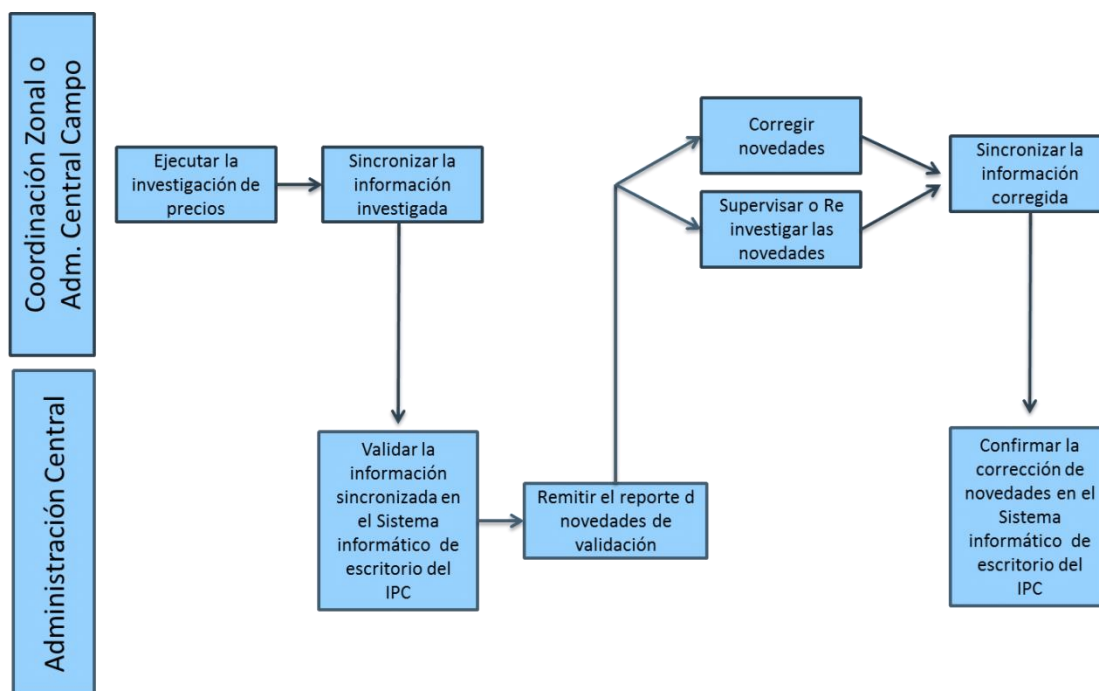 Coordinación Zonal o
Adm. Central Campo
Ejecutar la
investigación de
precios
Sincronizar la
información
investigada
Corregir
novedades
Supervisar o Re
investigar las
novedades
Sincronizar la
información
corregida
Administración Central
Validar la
información
sincronizada en
el Sistema
informático de
escritorio del
IPC
Remitir el reporte d
novedades de
validación
Confirmar la
corrección de
novedades en el
Sistema
informático de
escritorio del
IPC